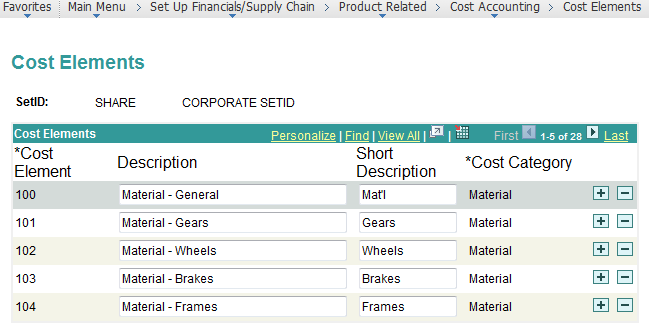 Favorites Main Menu > Set Up Financials/Supply Chain > Product Related > Cost Accounting > Cost Elements
Cost Elements
SetID: SHARE CORPORATE SETID
Cost Elements Personalize | Find | View All | | First 1-5 of 28 Last
*Cost Element Description Short Description *Cost Category
100 Material - General Mat'l Material
101 Material - Gears Gears Material
102 Material - Wheels Wheels Material
103 Material - Brakes Brakes Material
104 Material - Frames Frames Material